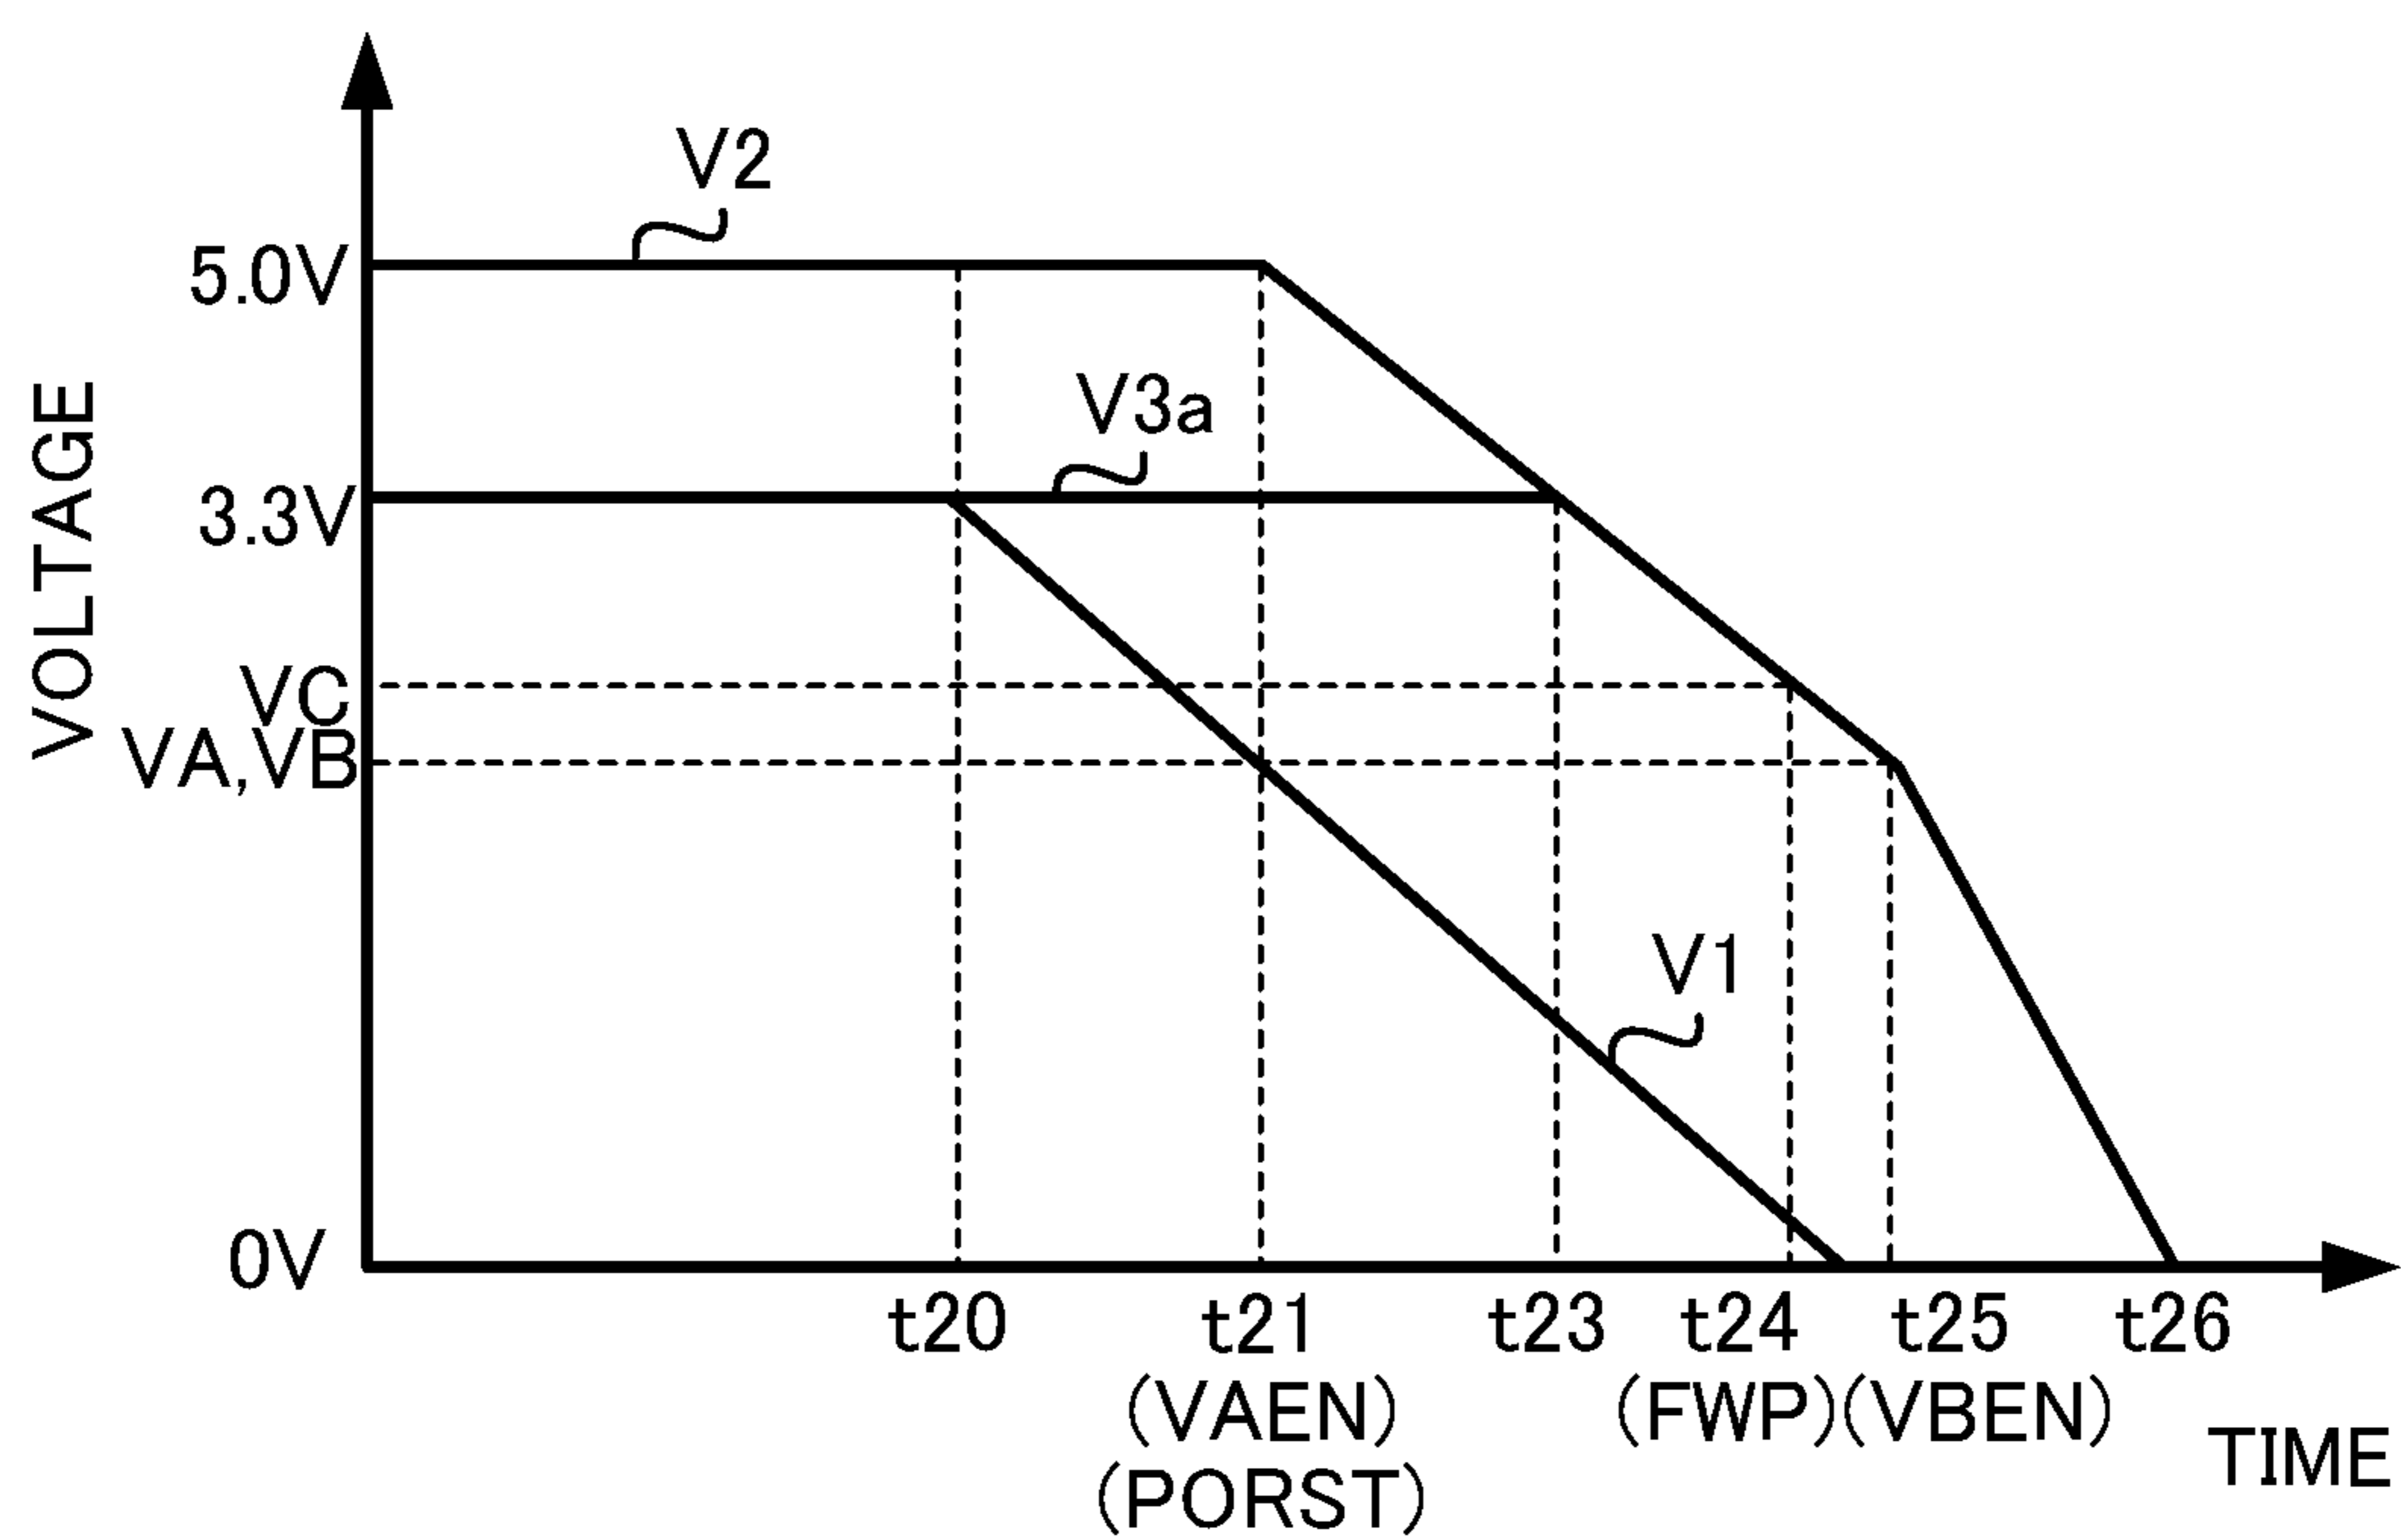 V2
5.0V
V3a
3.3V
VOLTAGE
VC
VA,VB
V1
0V
t20 t21 t23 t24 t25 t26
(VAEN) (FWP)(VBEN)
(PORST)
TIME